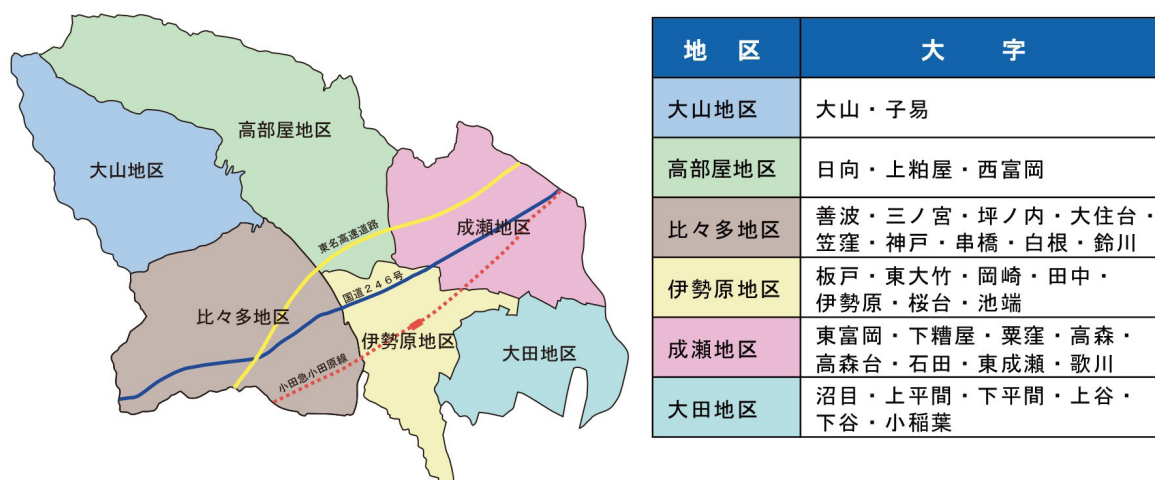 高部屋地区
大山地区
成瀬地区
東名高速道路
国道246号
比々多地区
伊勢原地区
大田地区
小田急小田原線
地 区 大 字
大山地区 大山・子易
高部屋地区 日向・上粕屋・西富岡
比々多地区 善波・三ノ宮・坪ノ内・大住台・
笠窪・神戸・串橋・白根・鈴川
伊勢原地区 板戸・東大竹・岡崎・田中・
伊勢原・桜台・池端
成瀬地区 東富岡・下糟屋・粟窪・高森・
高森台・石田・東成瀬・歌川
大田地区 沼目・上平間・下平間・上谷・
下谷・小稲葉